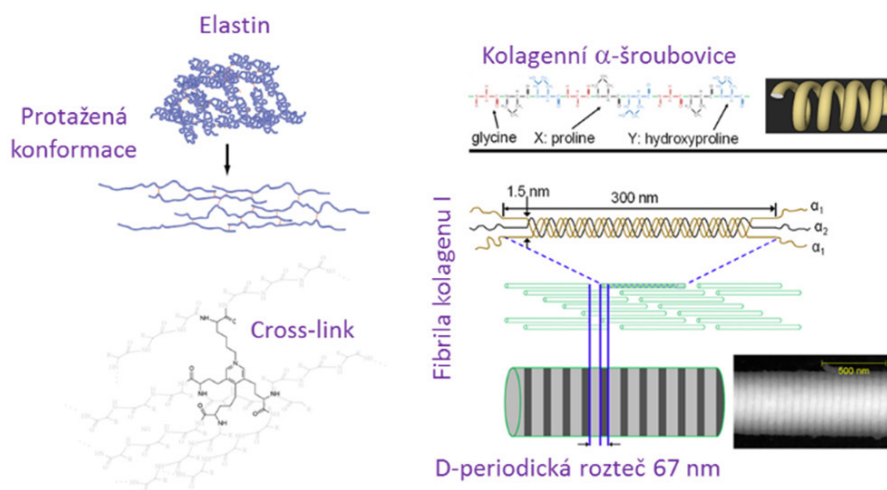 Elastin
Protažená
konformace
Cross-link
Kolagenní α-šroubovice
glycine
X: proline
Y: hydroxyproline
Fibrila kolagenu I
1.5 nm
300 nm
α₁
α₂
α₁
500 nm
D-periodická rozteč 67 nm